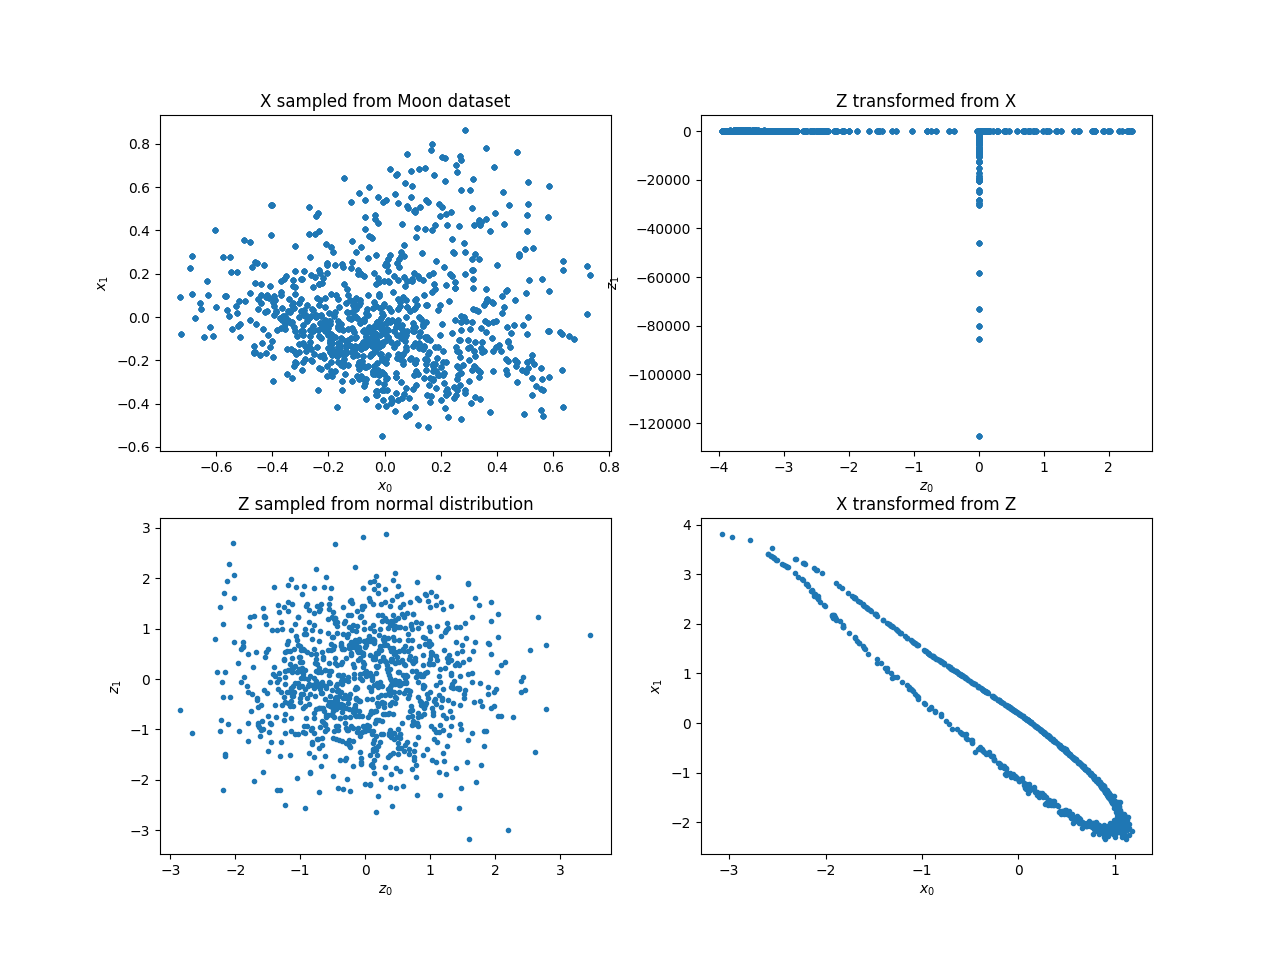 X sampled from Moon dataset
0.8
0.6
0.4
0.2
0.0
−0.2
−0.4
−0.6
x₁
−0.6 −0.4 −0.2 0.0 0.2 0.4 0.6 0.8
x₀
Z transformed from X
0
−20000
−40000
−60000
−80000
−100000
−120000
z₁
−4 −3 −2 −1 0 1 2
z₀
Z sampled from normal distribution
3
2
1
0
−1
−2
−3
z₁
−3 −2 −1 0 1 2 3
z₀
X transformed from Z
4
3
2
1
0
−1
−2
x₁
−3 −2 −1 0 1
x₀